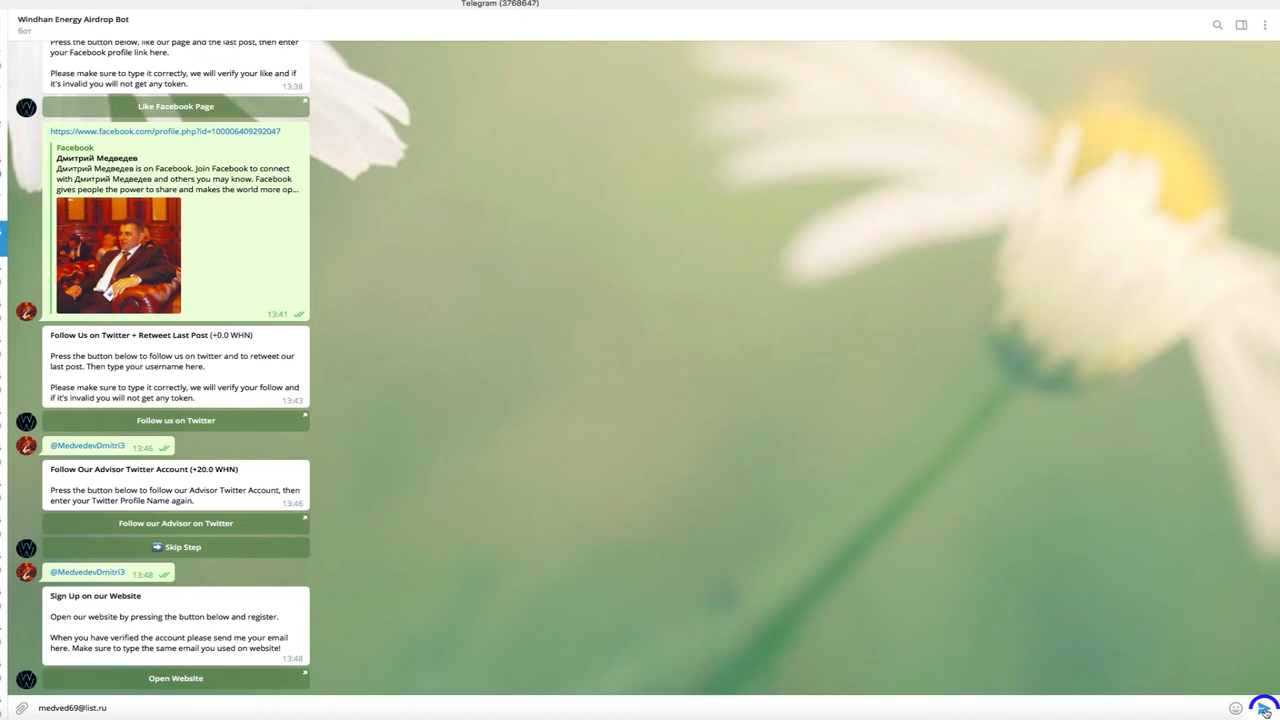 Telegram (3768647)
Windhan Energy Airdrop Bot
бот
Press the button below, like our page and the last post, then enter
your Facebook profile link here.
Please make sure to type it correctly, we will verify your like and if
it's invalid you will not get any token.
13:38
Like Facebook Page
https://www.facebook.com/profile.php?id=100006409292047
Facebook
Дмитрий Медведев
Дмитрий Медведев is on Facebook. Join Facebook to connect
with Дмитрий Медведев and others you may know. Facebook
gives people the power to share and makes the world more op...
13:41
Follow Us on Twitter + Retweet Last Post (+0.0 WHN)
Press the button below to follow us on twitter and to retweet our
last post. Then type your username here.
Please make sure to type it correctly, we will verify your follow and
if it's invalid you will not get any token.
13:43
Follow us on Twitter
@MedvedevDmitri3 13:46
Follow Our Advisor Twitter Account (+20.0 WHN)
Press the button below to follow our Advisor Twitter Account, then
enter your Twitter Profile Name again.
13:46
Follow our Advisor on Twitter
Skip Step
@MedvedevDmitri3 13:48
Sign Up on our Website
Open our website by pressing the button below and register.
When you have verified the account please send me your email
here. Make sure to type the same email you used on website!
13:48
Open Website
medved69@list.ru